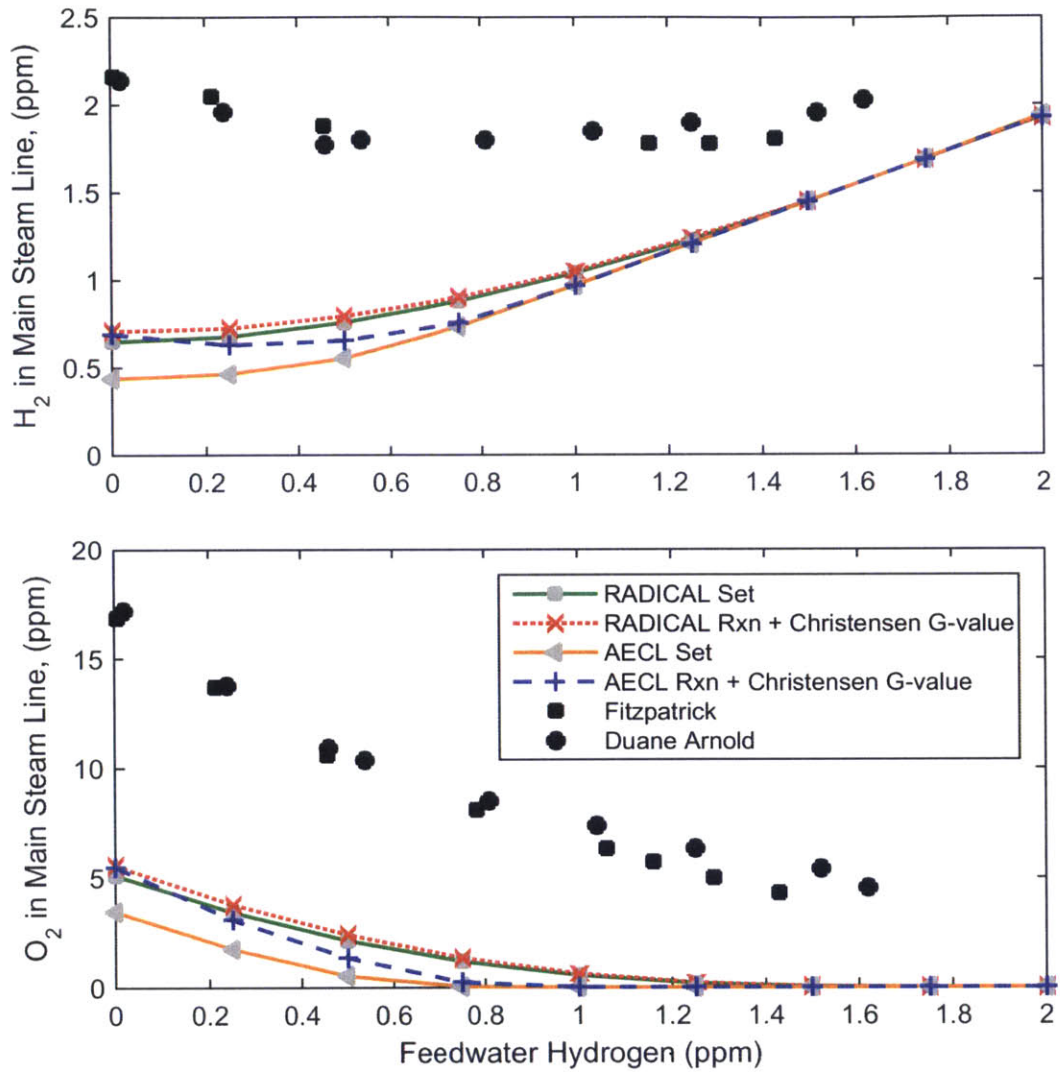 2.5
2
1.5
1
0.5
0
H2 in Main Steam Line, (ppm)
0 0.2 0.4 0.6 0.8 1 1.2 1.4 1.6 1.8 2
20
15
10
5
0
O2 in Main Steam Line, (ppm)
RADICAL Set
RADICAL Rxn + Christensen G-value
AECL Set
AECL Rxn + Christensen G-value
Fitzpatrick
Duane Arnold
0 0.2 0.4 0.6 0.8 1 1.2 1.4 1.6 1.8 2
Feedwater Hydrogen (ppm)